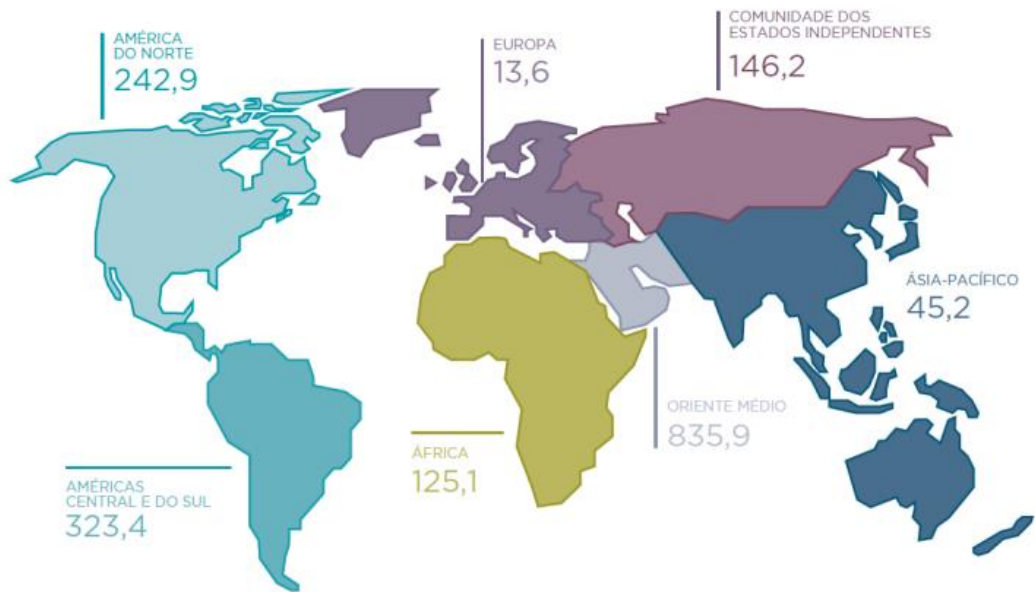 AMÉRICA
DO NORTE
242,9
EUROPA
13,6
COMUNIDADE DOS
ESTADOS INDEPENDENTES
146,2
ÁSIA-PACÍFICO
45,2
ORIENTE MÉDIO
835,9
ÁFRICA
125,1
AMÉRICAS
CENTRAL E DO SUL
323,4